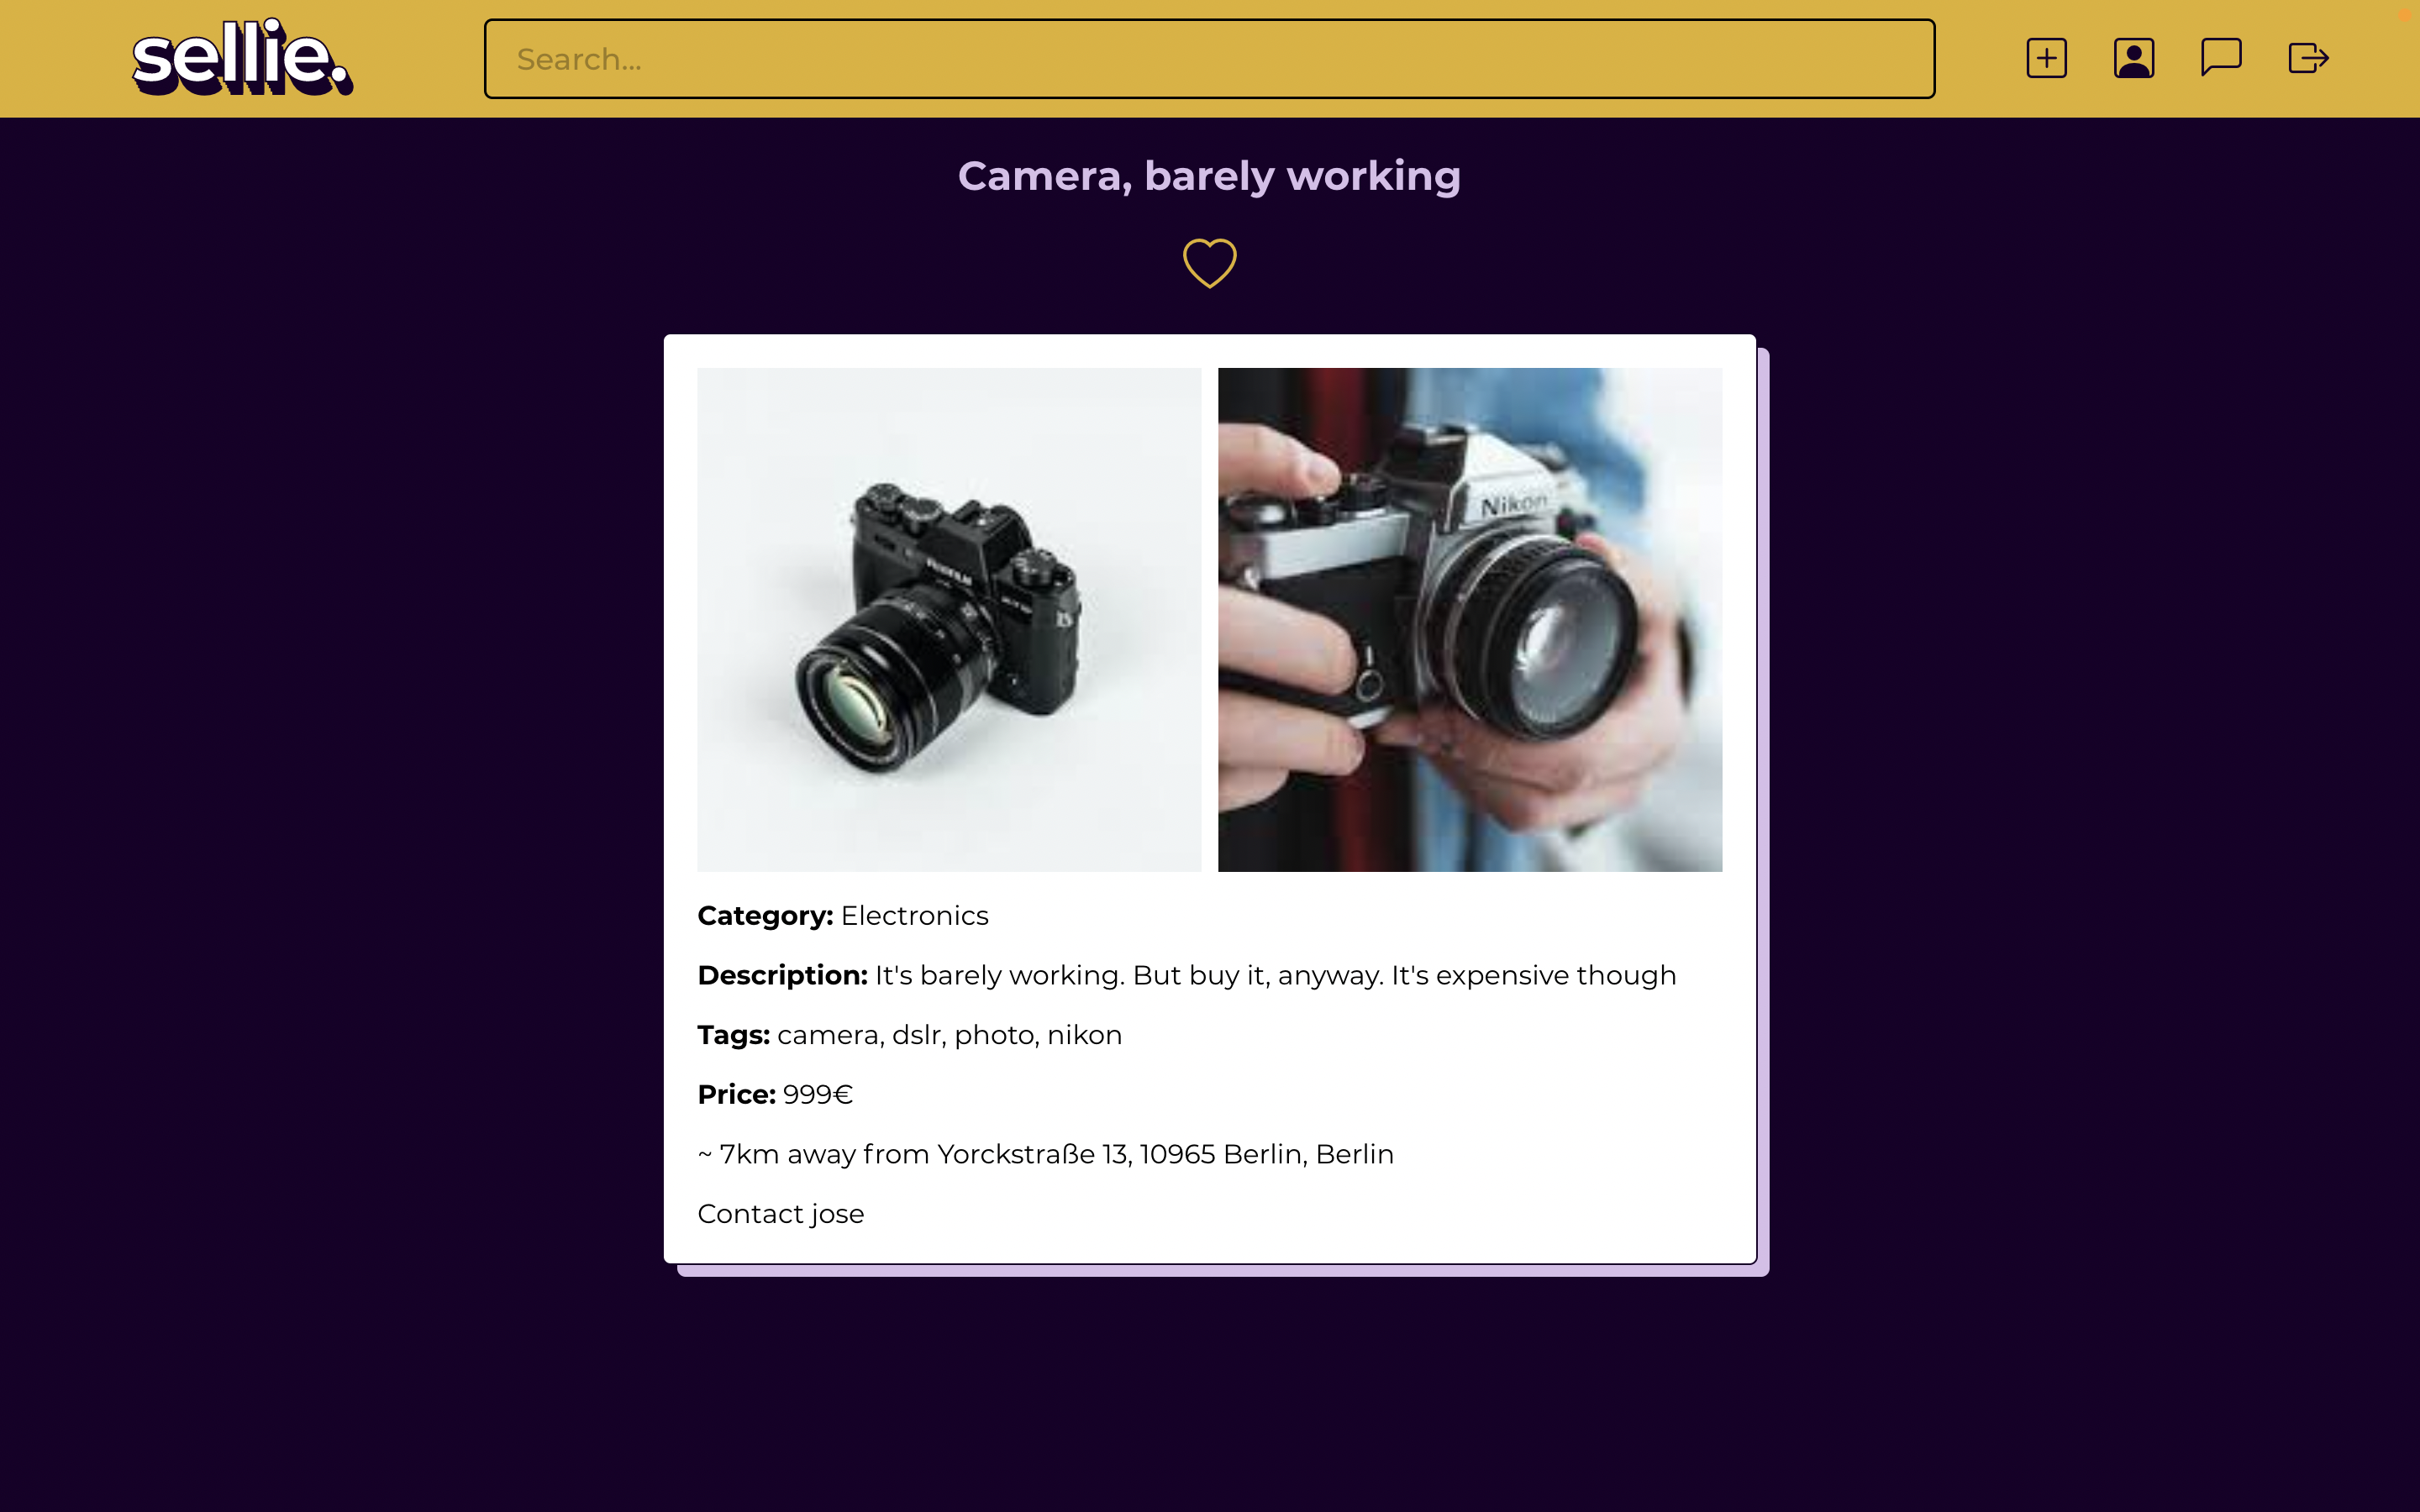 sellie.
Search...
Camera, barely working
Nikon
Category: Electronics
Description: It's barely working. But buy it, anyway. It's expensive though
Tags: camera, dslr, photo, nikon
Price: 999€
~ 7km away from Yorckstraße 13, 10965 Berlin, Berlin
Contact jose